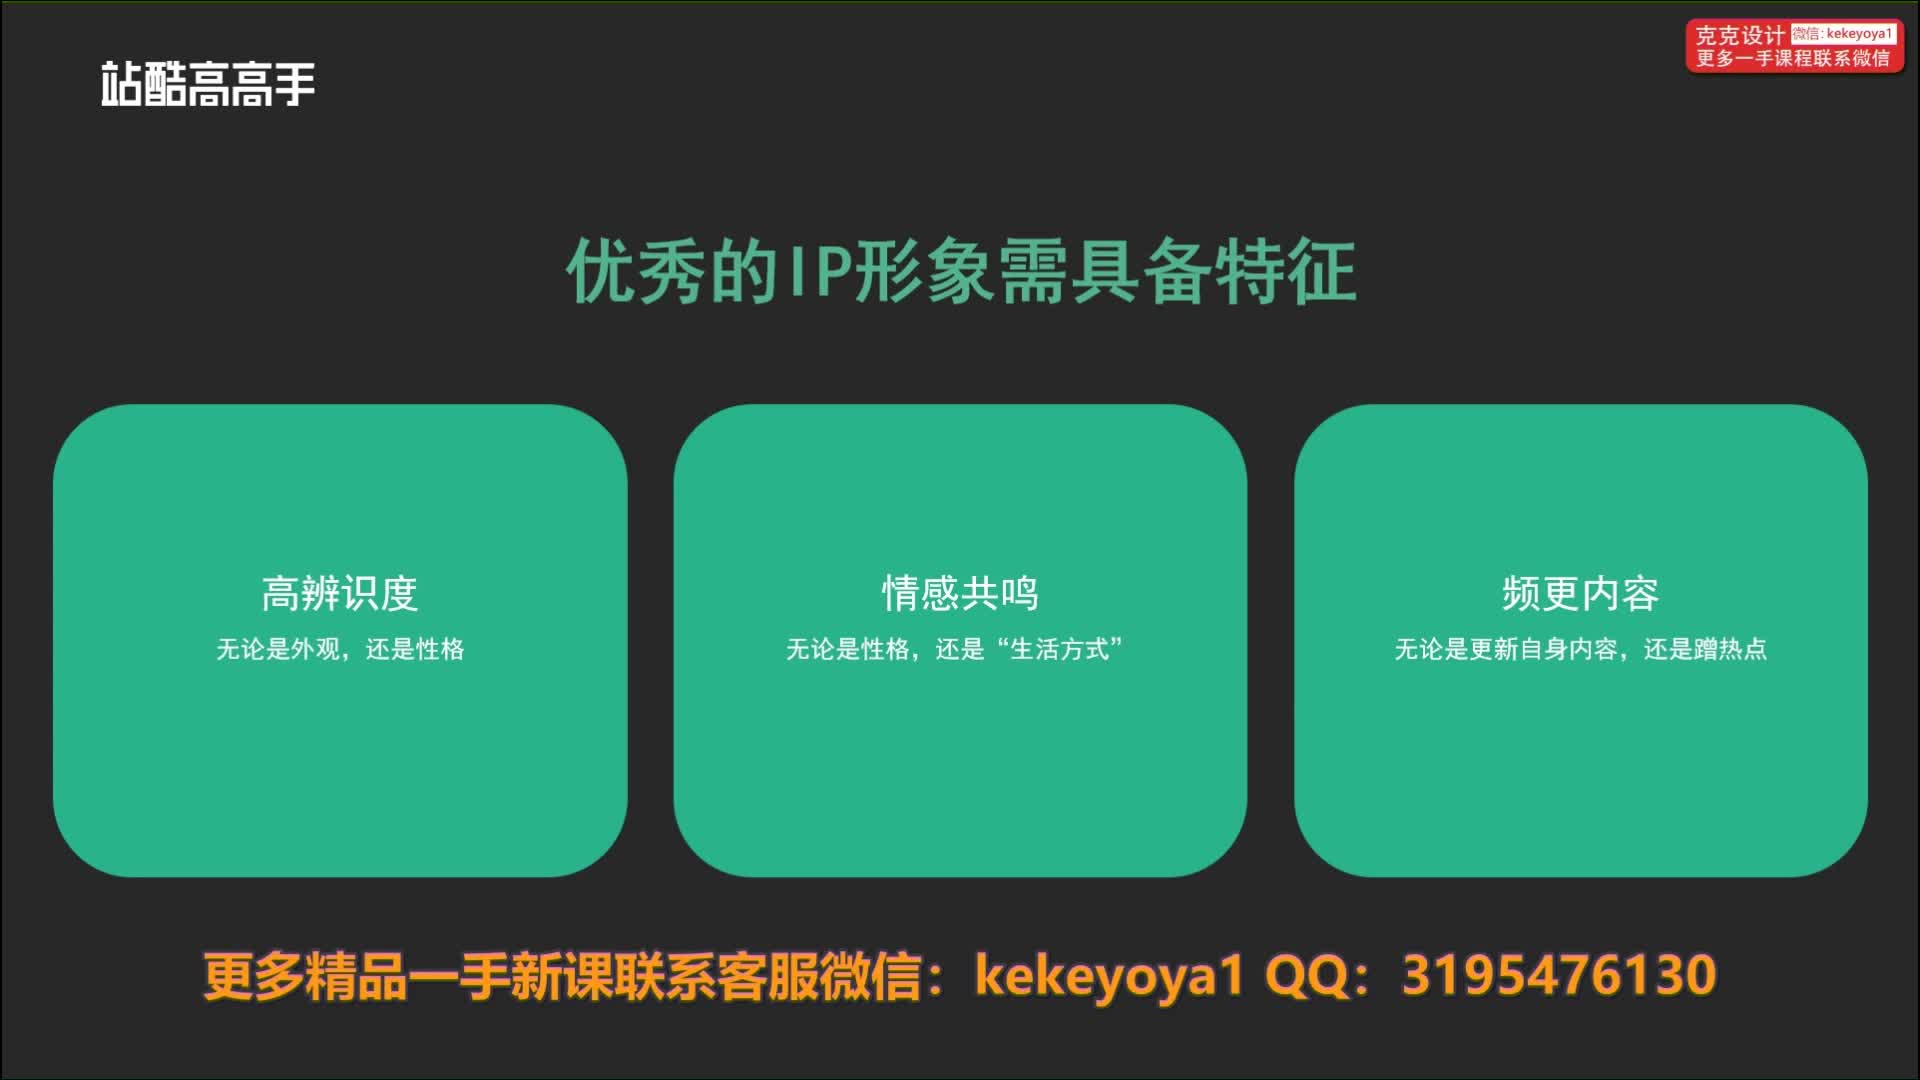 站酷高高手
克克设计 微信:kekeyoya1
更多一手课程联系微信
优秀的IP形象需具备特征
高辨识度
无论是外观，还是性格
情感共鸣
无论是性格，还是“生活方式”
频更内容
无论是更新自身内容，还是蹭热点
更多精品一手新课联系客服微信：kekeyoya1 QQ：3195476130